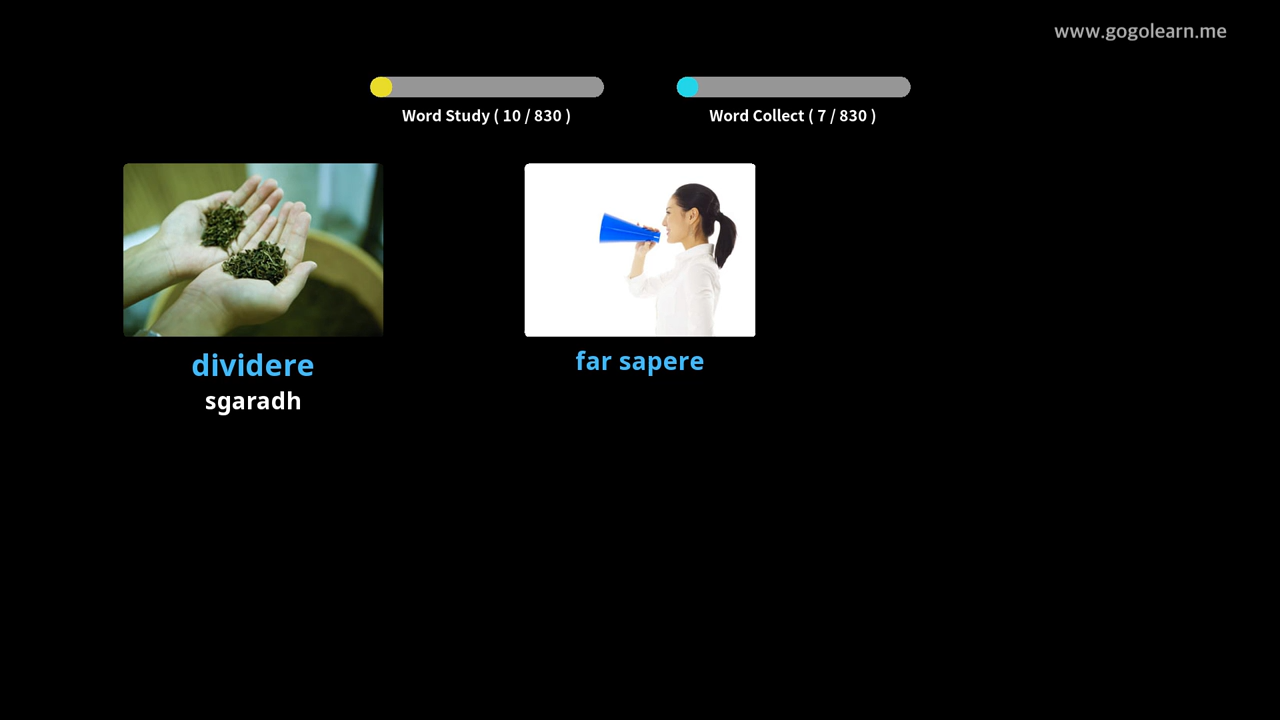 www.gogolearn.me
Word Study ( 10 / 830 )
Word Collect ( 7 / 830 )
dividere
sgaradh
far sapere